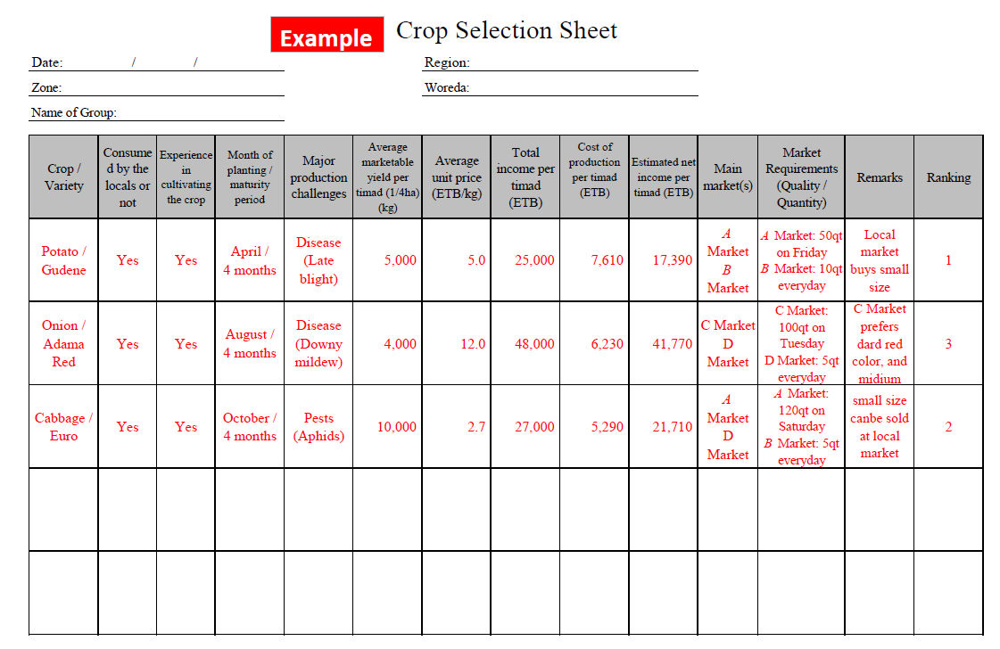 Example
Crop Selection Sheet
Date: / /
Region:
Zone:
Woreda:
Name of Group:
Crop /
Variety
Consume
d by the
locals or
not
Experience
in
cultivating
the crop
Month of
planting /
maturity
period
Major
production
challenges
Average
marketable
yield per
timad (1/4ha)
(kg)
Average
unit price
(ETB/kg)
Total
income per
timad
(ETB)
Cost of
production
per timad
(ETB)
Estimated net
income per
timad (ETB)
Main
market(s)
Market
Requirements
(Quality /
Quantity)
Remarks
Ranking
Potato /
Gudene
Yes
Yes
April /
4 months
Disease
(Late
blight)
5,000
5.0
25,000
7,610
17,390
A
Market
B
Market
A Market: 50qt
on Friday
B Market: 10qt
everyday
Local
market
buys small
size
1
Onion /
Adama
Red
Yes
Yes
August /
4 months
Disease
(Downy
mildew)
4,000
12.0
48,000
6,230
41,770
C Market
D
Market
C Market:
100qt on
Tuesday
D Market: 5qt
everyday
C Market
prefers
dard red
color, and
midium
3
Cabbage /
Euro
Yes
Yes
October /
4 months
Pests
(Aphids)
10,000
2.7
27,000
5,290
21,710
A
Market
D
Market
A Market:
120qt on
Saturday
B Market: 5qt
everyday
small size
canbe sold
at local
market
2